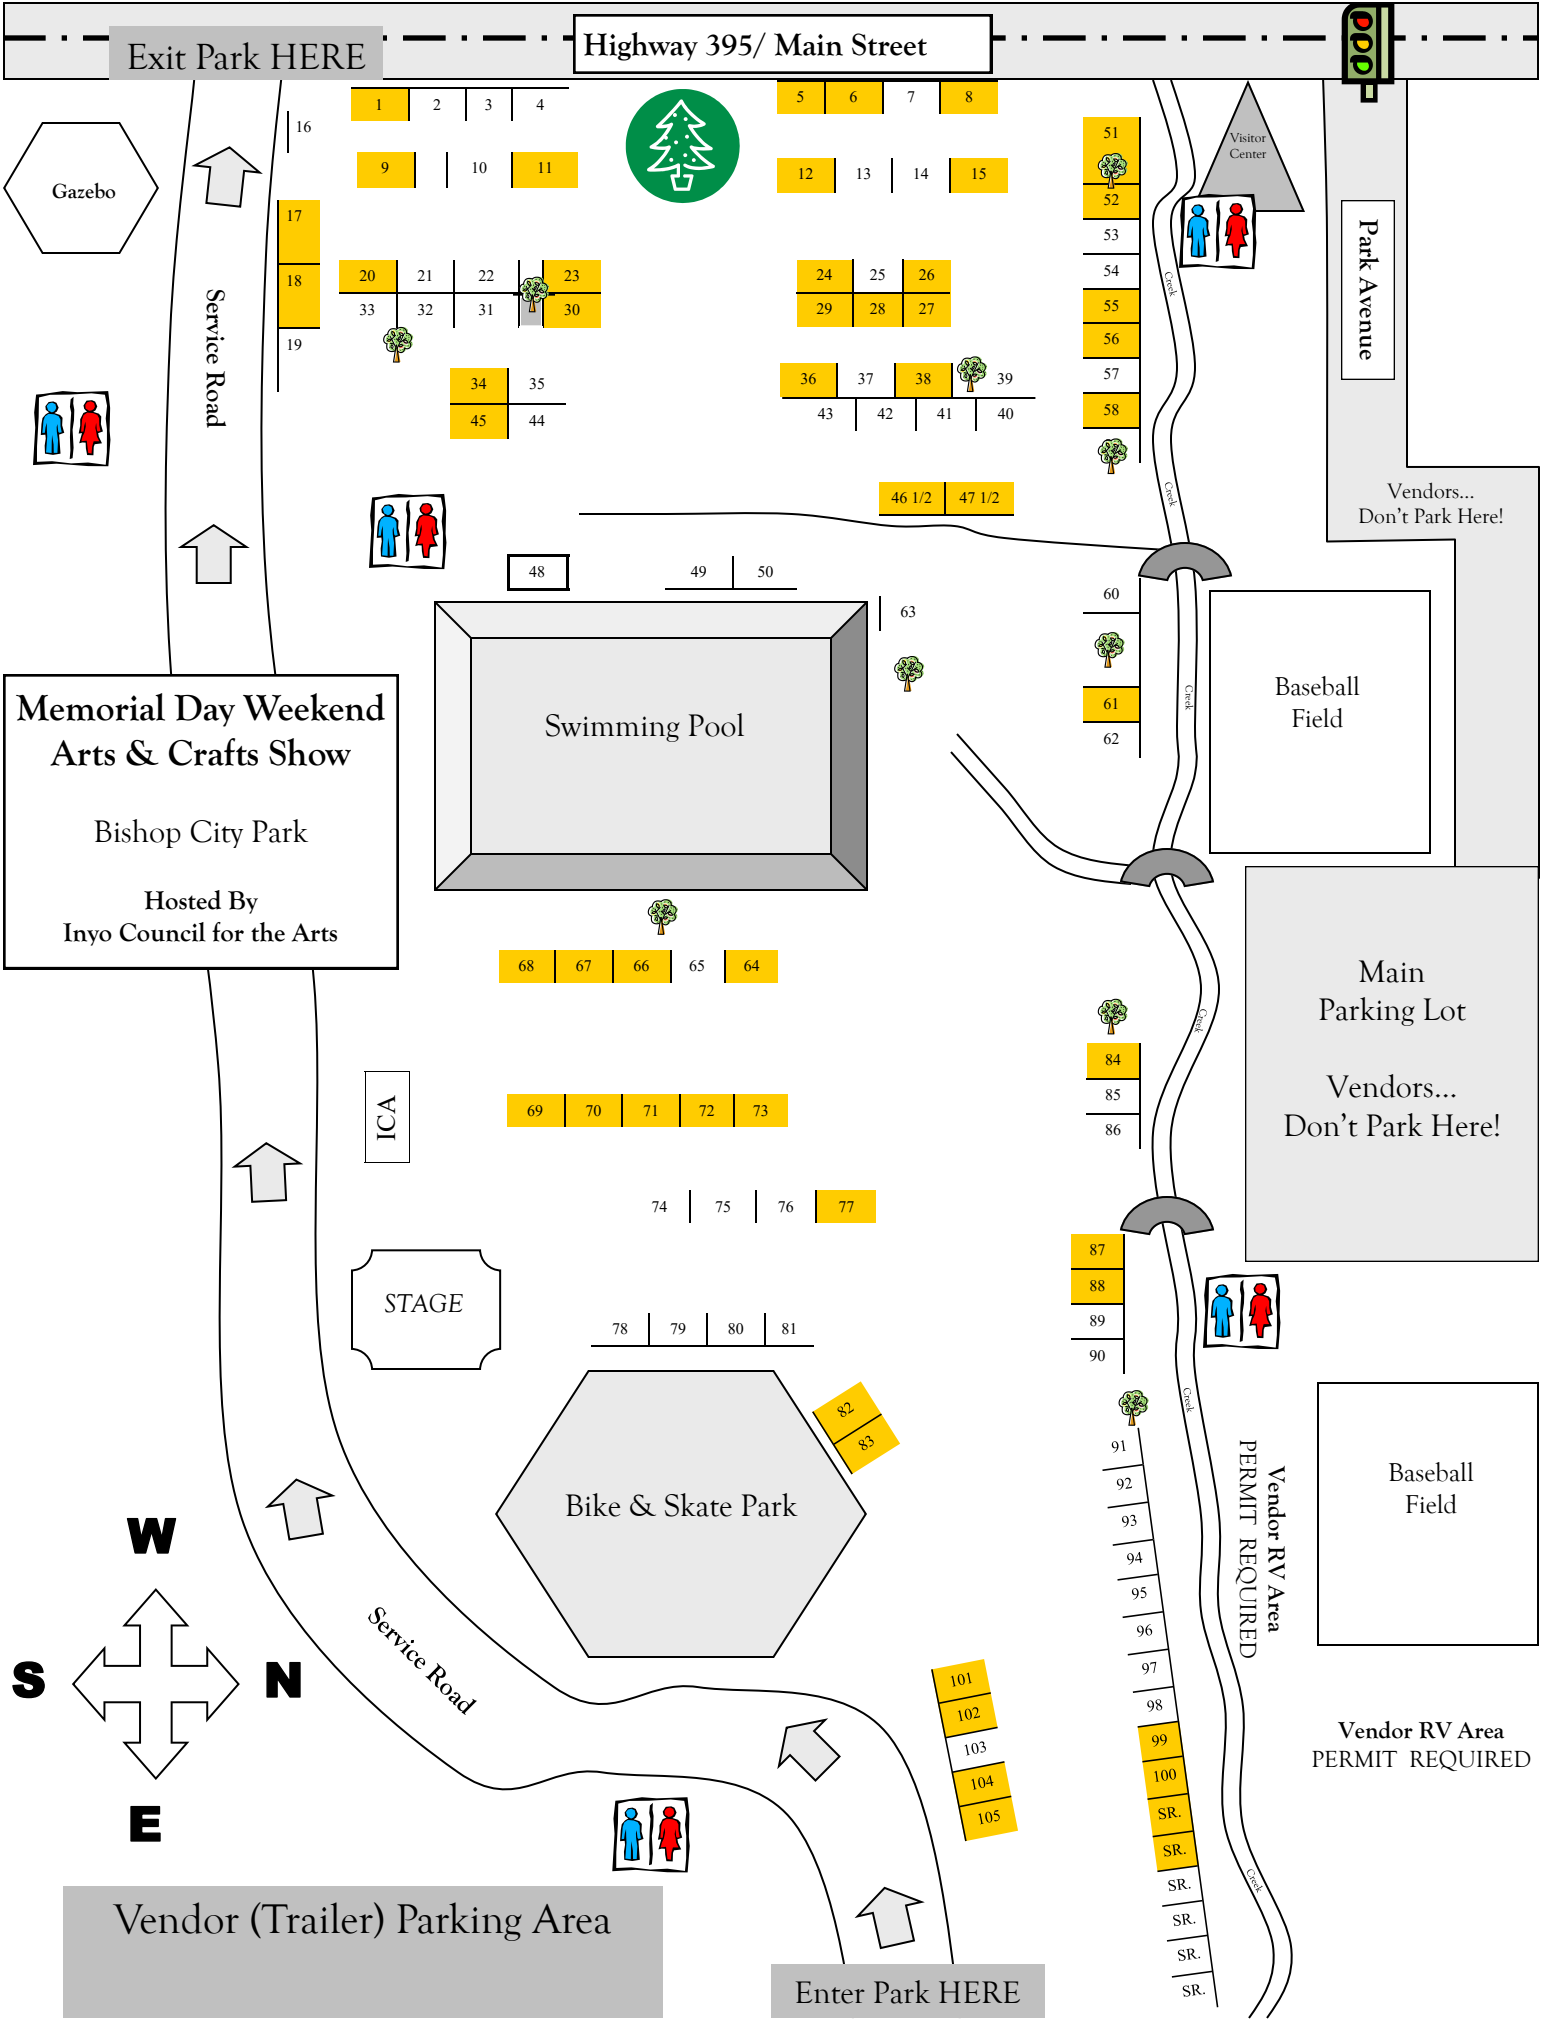 Exit Park HERE
Highway 395/ Main Street
1 2 3 4
5 6 7 8
16
Gazebo
9 10 11
12 13 14 15
51
Visitor
Center
17
52
53
54
55
56
57
58
18
19
20 21 22 23
33 32 31 30
24 25 26
29 28 27
Creek
Park Avenue
Service Road
34 35
45 44
36 37 38 39
43 42 41 40
46 1/2 47 1/2
Creek
Vendors...
Don't Park Here!
48
49 50
60
63
61
62
Creek
Baseball
Field
Swimming Pool
Memorial Day Weekend
Arts & Crafts Show
Bishop City Park
Hosted By
Inyo Council for the Arts
68 67 66 65 64
Main
Parking Lot
Vendors...
Don't Park Here!
Creek
84
85
86
ICA
69 70 71 72 73
74 75 76 77
87
88
89
90
STAGE
78 79 80 81
82
83
Creek
Bike & Skate Park
91
92
93
94
95
96
97
98
99
100
SR.
SR.
SR.
SR.
SR.
SR.
Vendor RV Area
PERMIT REQUIRED
Baseball
Field
W
S N
E
Service Road
101
102
103
104
105
Vendor RV Area
PERMIT REQUIRED
Creek
Vendor (Trailer) Parking Area
Enter Park HERE